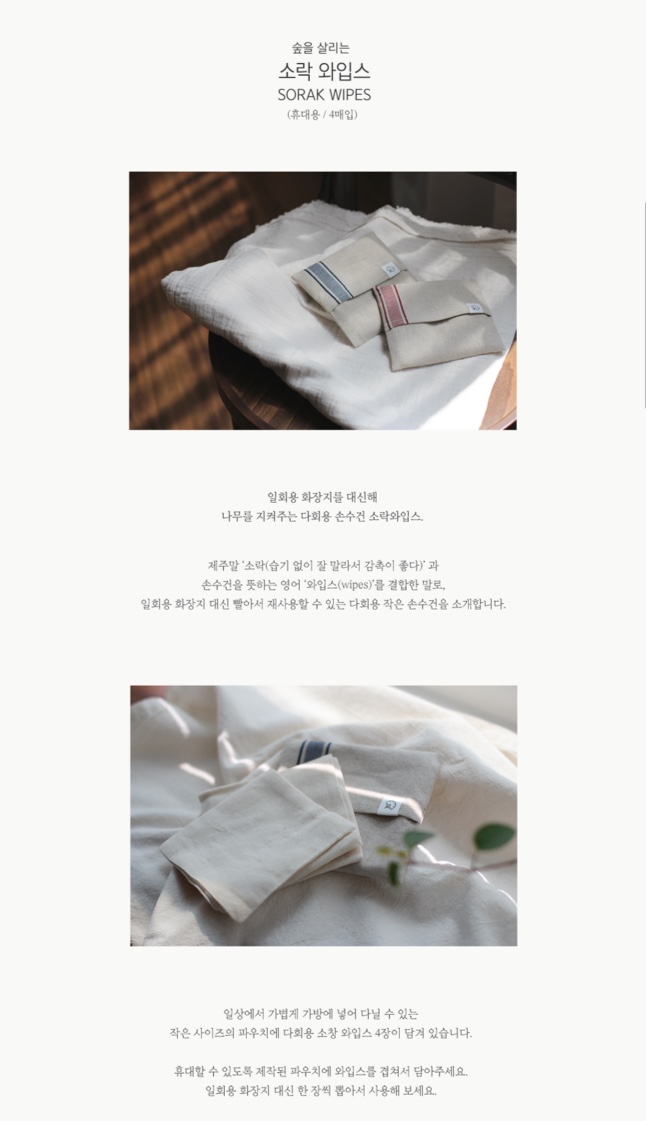 숲을 살리는
소락 와입스
SORAK WIPES
(휴대용 / 4매입)
일회용 화장지를 대신해
나무를 지켜주는 다회용 손수건 소락와입스.
제주말 '소락(습기 없이 잘 말라서 감촉이 좋다)' 과
손수건을 뜻하는 영어 '와입스(wipes)'를 결합한 말로,
일회용 화장지 대신 빨아서 재사용할 수 있는 다회용 작은 손수건을 소개합니다.
일상에서 가볍게 가방에 넣어 다닐 수 있는
작은 사이즈의 파우치에 다회용 소창 와입스 4장이 담겨 있습니다.
휴대할 수 있도록 제작된 파우치에 와입스를 겹쳐서 담아주세요.
일회용 화장지 대신 한 장씩 뽑아서 사용해 보세요.